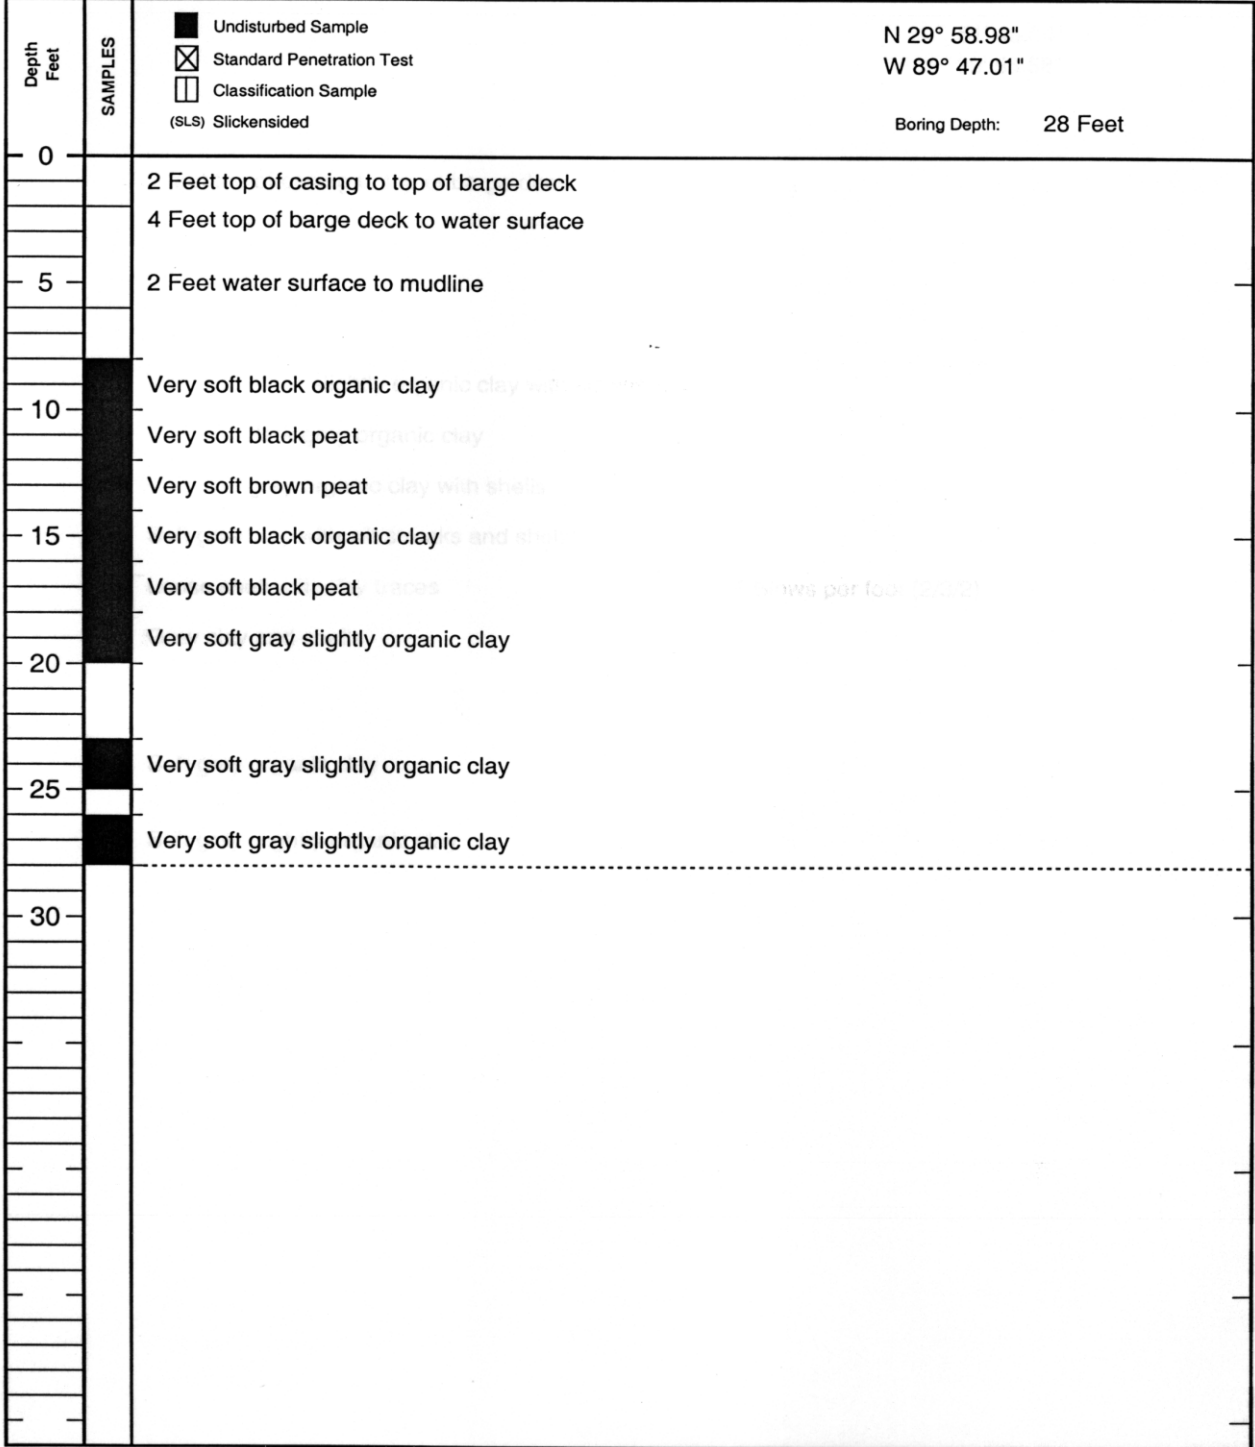 Depth
Feet
SAMPLES
Undisturbed Sample
Standard Penetration Test
Classification Sample
(SLS) Slickensided
N 29° 58.98"
W 89° 47.01"
Boring Depth: 28 Feet
0
2 Feet top of casing to top of barge deck
4 Feet top of barge deck to water surface
5
2 Feet water surface to mudline
Very soft black organic clay
10
Very soft black peat
Very soft brown peat
15
Very soft black organic clay
Very soft black peat
Very soft gray slightly organic clay
20
Very soft gray slightly organic clay
25
Very soft gray slightly organic clay
30